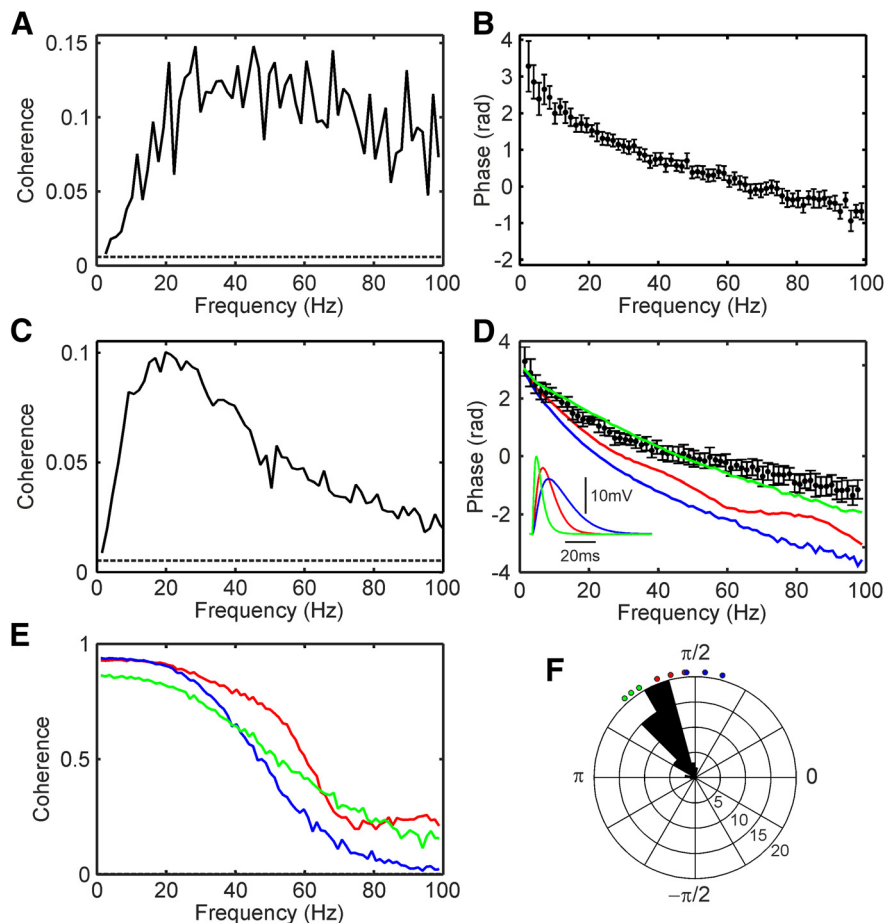 A
0.15
0.1
0.05
0
Coherence
0
20
40
60
80
100
Frequency (Hz)
B
4
3
2
1
0
-1
-2
Phase (rad)
0
20
40
60
80
100
Frequency (Hz)
C
0.1
0.05
0
Coherence
0
20
40
60
80
100
Frequency (Hz)
D
4
2
0
-2
-4
Phase (rad)
10mV
20ms
0
20
40
60
80
100
Frequency (Hz)
E
1
0.5
0
Coherence
0
20
40
60
80
100
Frequency (Hz)
F
π/2
π
0
5
10
15
20
−π/2